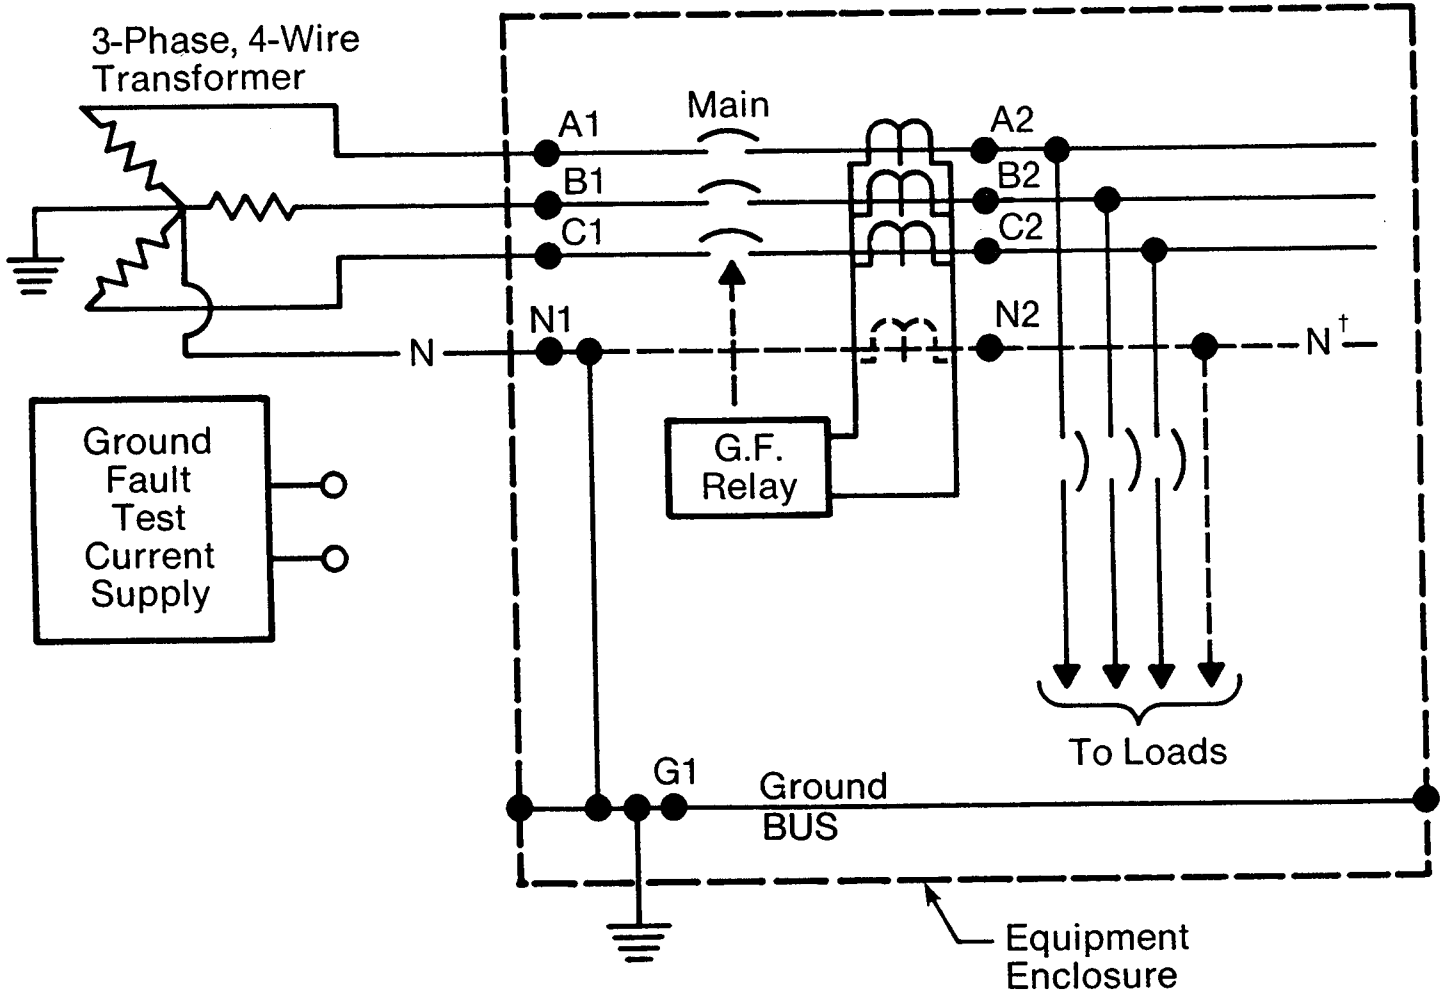 3-Phase, 4-Wire
Transformer
Main
A1
A2
B1
B2
C1
C2
N1
N2
N
N†
Ground
Fault
Test
Current
Supply
G.F.
Relay
To Loads
G1
Ground
BUS
Equipment
Enclosure